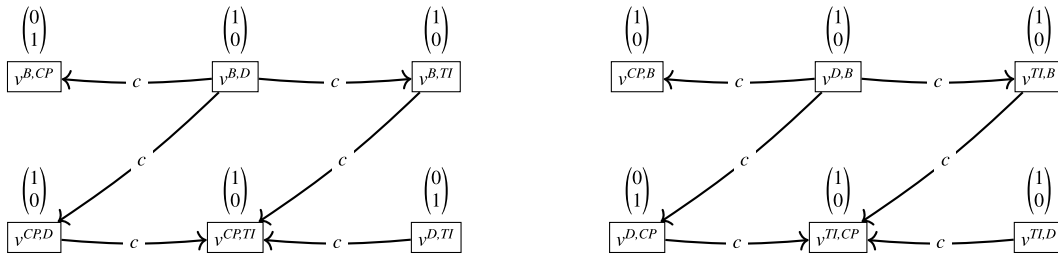 (0 1) (1 0) (1 0) (1 0) (1 0) (1 0)
v^{B,CP} c v^{B,D} c v^{B,TI} v^{CP,B} c v^{D,B} c v^{TI,B}
c c c c
(1 0) (1 0) (0 1) (0 1) (1 0) (1 0)
v^{CP,D} c v^{CP,TI} c v^{D,TI} v^{D,CP} c v^{TI,CP} c v^{TI,D}